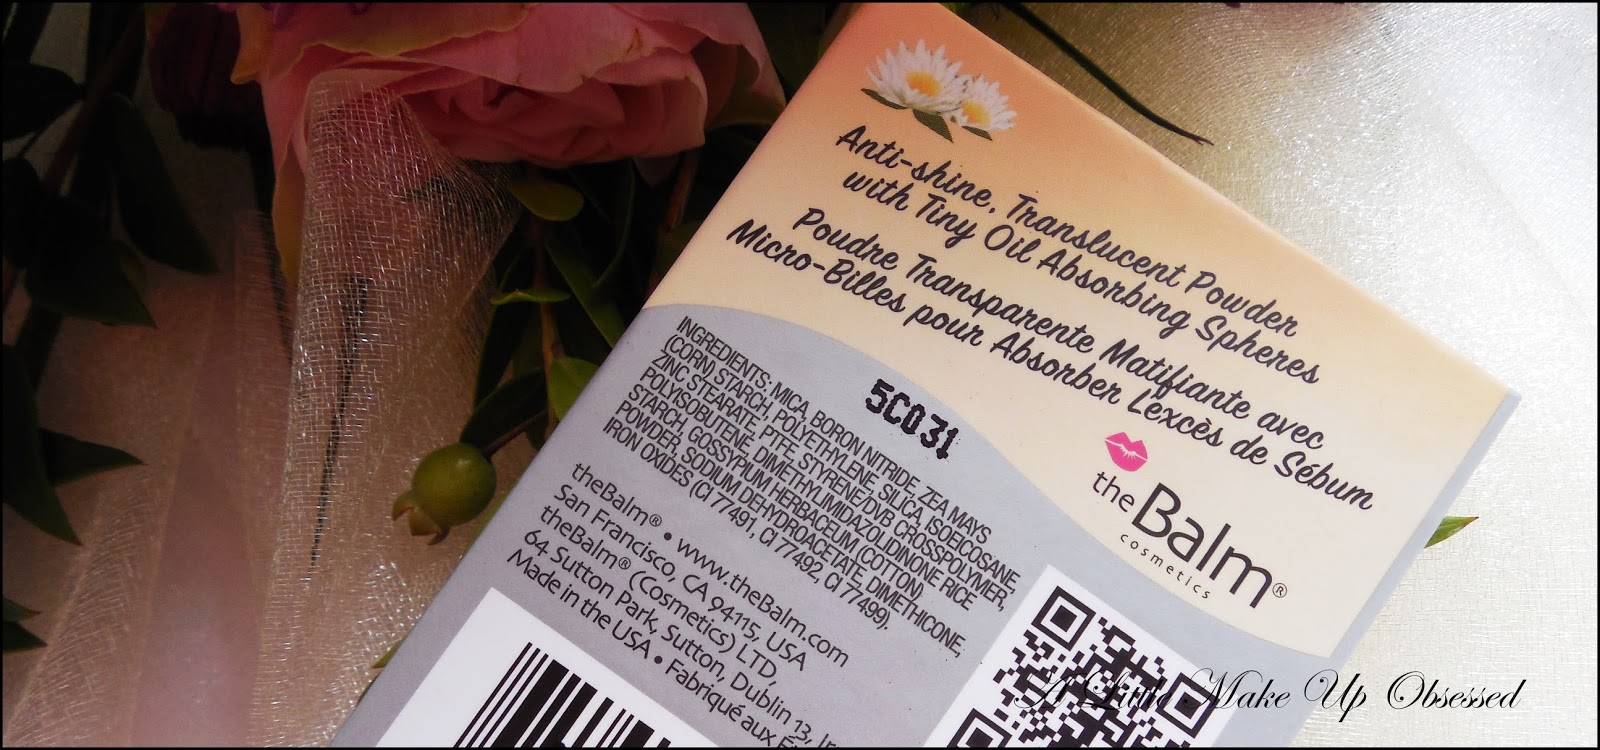 Anti-shine, Translucent Powder
with Tiny Oil Absorbing Spheres
Poudre Transparente Matifiante avec
Micro-Billes pour Absorber Lexcès de Sébum
5C031
INGREDIENTS: MICA, BORON NITRIDE, ZEA MAYS
(CORN) STARCH, POLYETHYLENE, SILICA, ISOEICOSANE,
ZINC STEARATE, PTFE, STYRENE/DVB CROSSPOLYMER,
POLYISOBUTENE, DIMETHYLIMIDAZOLIDINONE RICE
STARCH, GOSSYPIUM HERBACEUM (COTTON)
POWDER, SODIUM DEHYDROACETATE, DIMETHICONE,
IRON OXIDES (CI 77491, CI 77492, CI 77499).
theBalm® • www.theBalm.com
San Francisco, CA 94115, USA
theBalm® (Cosmetics) LTD,
64 Sutton Park, Sutton, Dublin 13,
Made in the USA • Fabriqué aux
the Balm®
cosmetics
A Little Make Up Obsessed